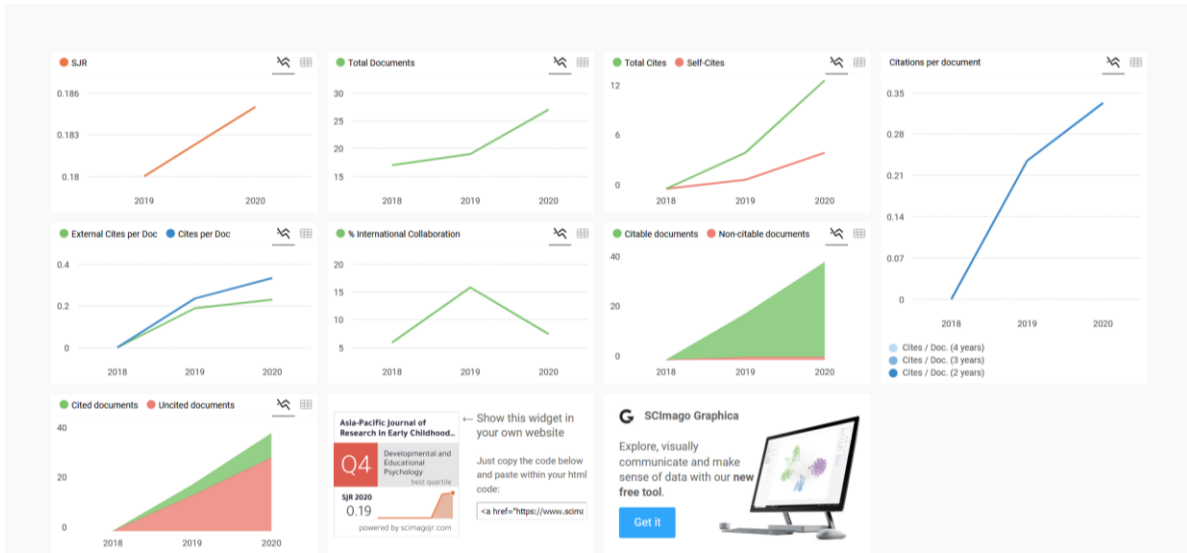 SJR
0.186
0.183
0.18
2019 2020
Total Documents
30
25
20
15
2018 2019 2020
Total Cites Self-Cites
12
6
0
2018 2019 2020
Citations per document
0.35
0.28
0.21
0.14
0.07
0
2018 2019 2020
Cites / Doc. (4 years)
Cites / Doc. (3 years)
Cites / Doc. (2 years)
External Cites per Doc Cites per Doc
0.4
0.2
0
2018 2019 2020
% International Collaboration
20
15
10
5
2018 2019 2020
Citable documents Non-citable documents
40
20
0
2018 2019 2020
Cited documents Uncited documents
40
20
0
2018 2019 2020
Asia-Pacific Journal of
Research in Early Childhood...
Q4
Developmental and
Educational
Psychology
best quartile
SJR 2020
0.19
powered by scimagojr.com
← Show this widget in
your own website
Just copy the code below
and paste within your html
code:
<a href="https://www.scima
SCImago Graphica
Explore, visually
communicate and make
sense of data with our new
free tool.
Get it